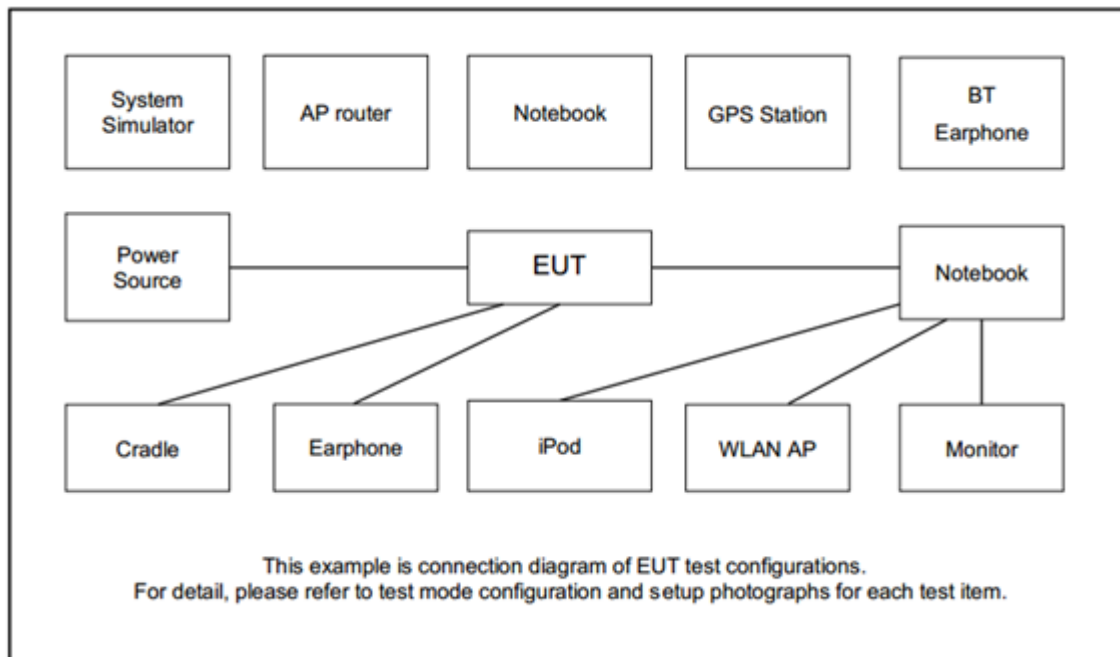 System
Simulator
AP router
Notebook
GPS Station
BT
Earphone
Power
Source
EUT
Notebook
Cradle
Earphone
iPod
WLAN AP
Monitor
This example is connection diagram of EUT test configurations.
For detail, please refer to test mode configuration and setup photographs for each test item.